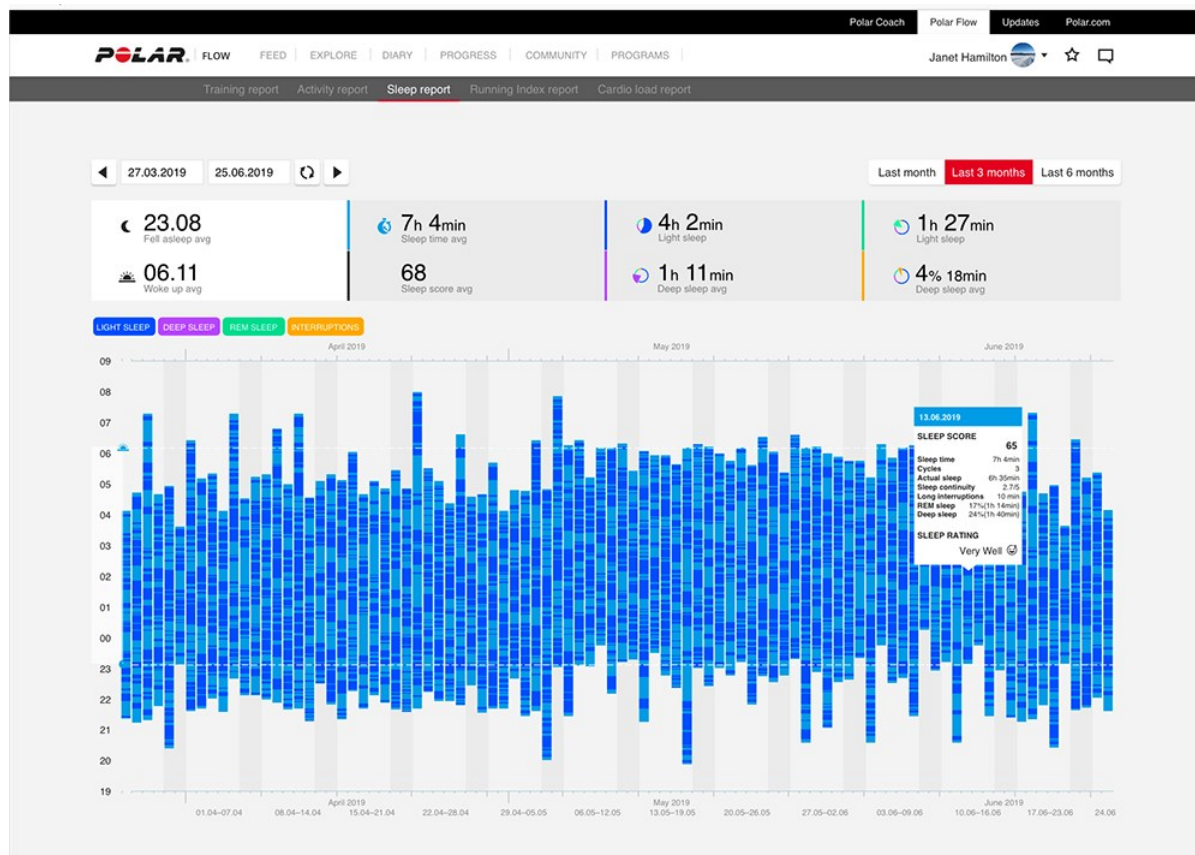 Polar Coach Polar Flow Updates Polar.com
POLAR. FLOW FEED EXPLORE DIARY PROGRESS COMMUNITY PROGRAMS Janet Hamilton
Training report Activity report Sleep report Running Index report Cardio load report
27.03.2019 25.06.2019 Last month Last 3 months Last 6 months
23.08 7h 4min 4h 2min 1h 27min
Fell asleep avg Sleep time avg Light sleep Light sleep
06.11 68 1h 11min 4% 18min
Woke up avg Sleep score avg Deep sleep avg Deep sleep avg
LIGHT SLEEP DEEP SLEEP REM SLEEP INTERRUPTIONS
April 2019 May 2019 June 2019
09
08
07
06
05
04
03
02
01
00
23
22
21
20
19
13.06.2019
SLEEP SCORE
65
Sleep time 7h 4min
Cycles 3
Actual sleep 6h 35min
Sleep continuity 2.7/5
Long interruptions 10 min
REM sleep 17%(1h 14min)
Deep sleep 24%(1h 40min)
SLEEP RATING
Very Well
April 2019 May 2019 June 2019
01.04–07.04 08.04–14.04 15.04–21.04 22.04–28.04 29.04–05.05 06.05–12.05 13.05–19.05 20.05–26.05 27.05–02.06 03.06–09.06 10.06–16.06 17.06–23.06 24.06